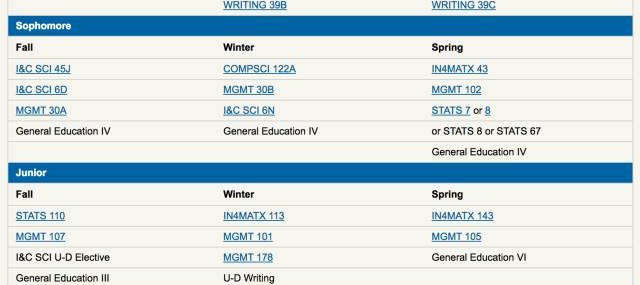 WRITING 39B WRITING 39C
Sophomore
Fall Winter Spring
I&C SCI 45J COMPSCI 122A IN4MATX 43
I&C SCI 6D MGMT 30B MGMT 102
MGMT 30A I&C SCI 6N STATS 7 or 8
General Education IV General Education IV or STATS 8 or STATS 67
General Education IV
Junior
Fall Winter Spring
STATS 110 IN4MATX 113 IN4MATX 143
MGMT 107 MGMT 101 MGMT 105
I&C SCI U-D Elective MGMT 178 General Education VI
General Education III U-D Writing